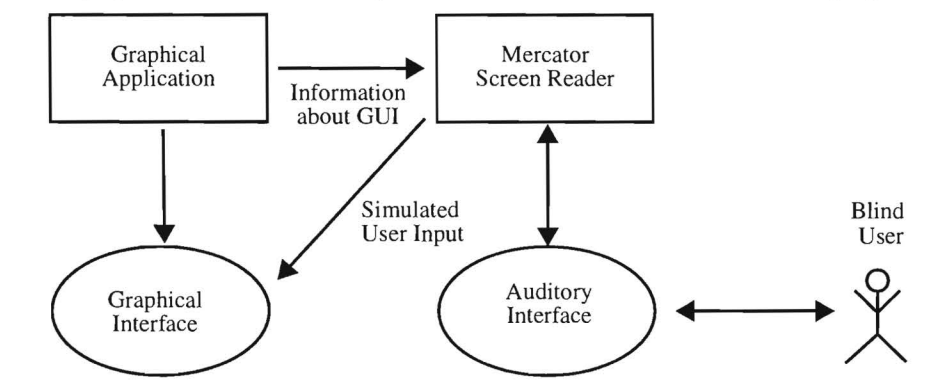 Graphical
Application
Mercator
Screen Reader
Information
about GUI
Simulated
User Input
Blind
User
Graphical
Interface
Auditory
Interface